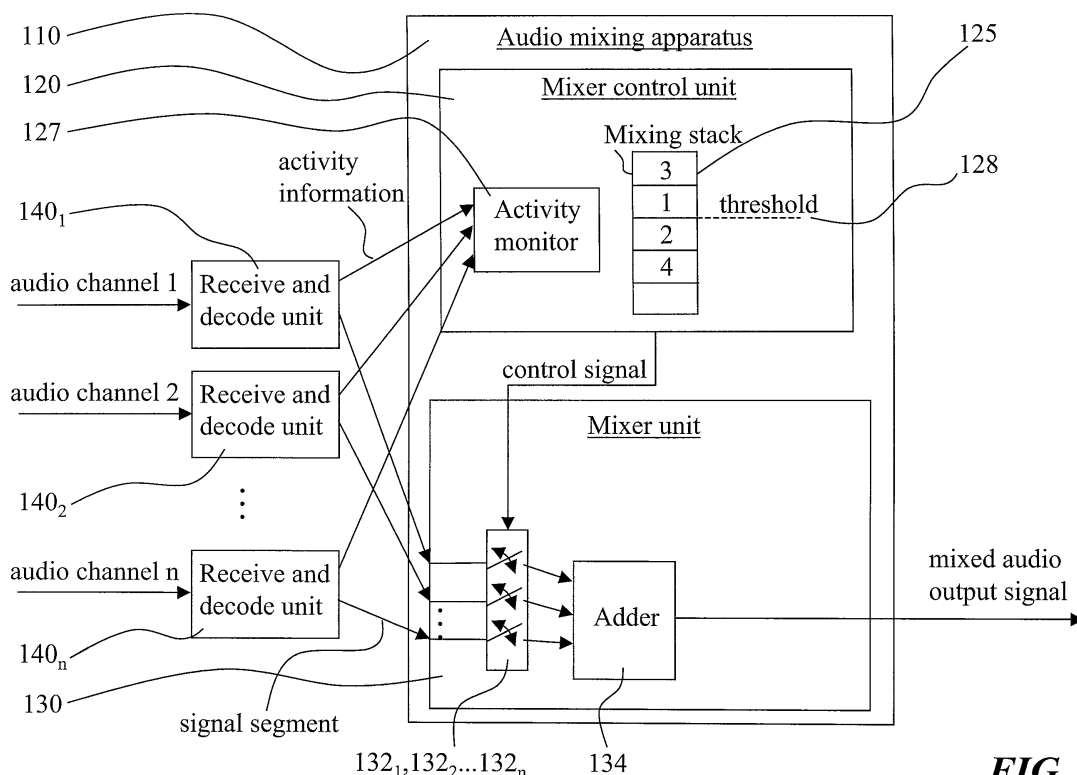 110
Audio mixing apparatus
125
120
Mixer control unit
127
Mixing stack
activity
information
3
128
140₁
Activity
monitor
1
threshold
2
audio channel 1
Receive and
decode unit
4
control signal
audio channel 2
Receive and
decode unit
Mixer unit
140₂
audio channel n
Receive and
decode unit
mixed audio
output signal
Adder
140ₙ
130
signal segment
132₁,132₂...132ₙ
134
FIG